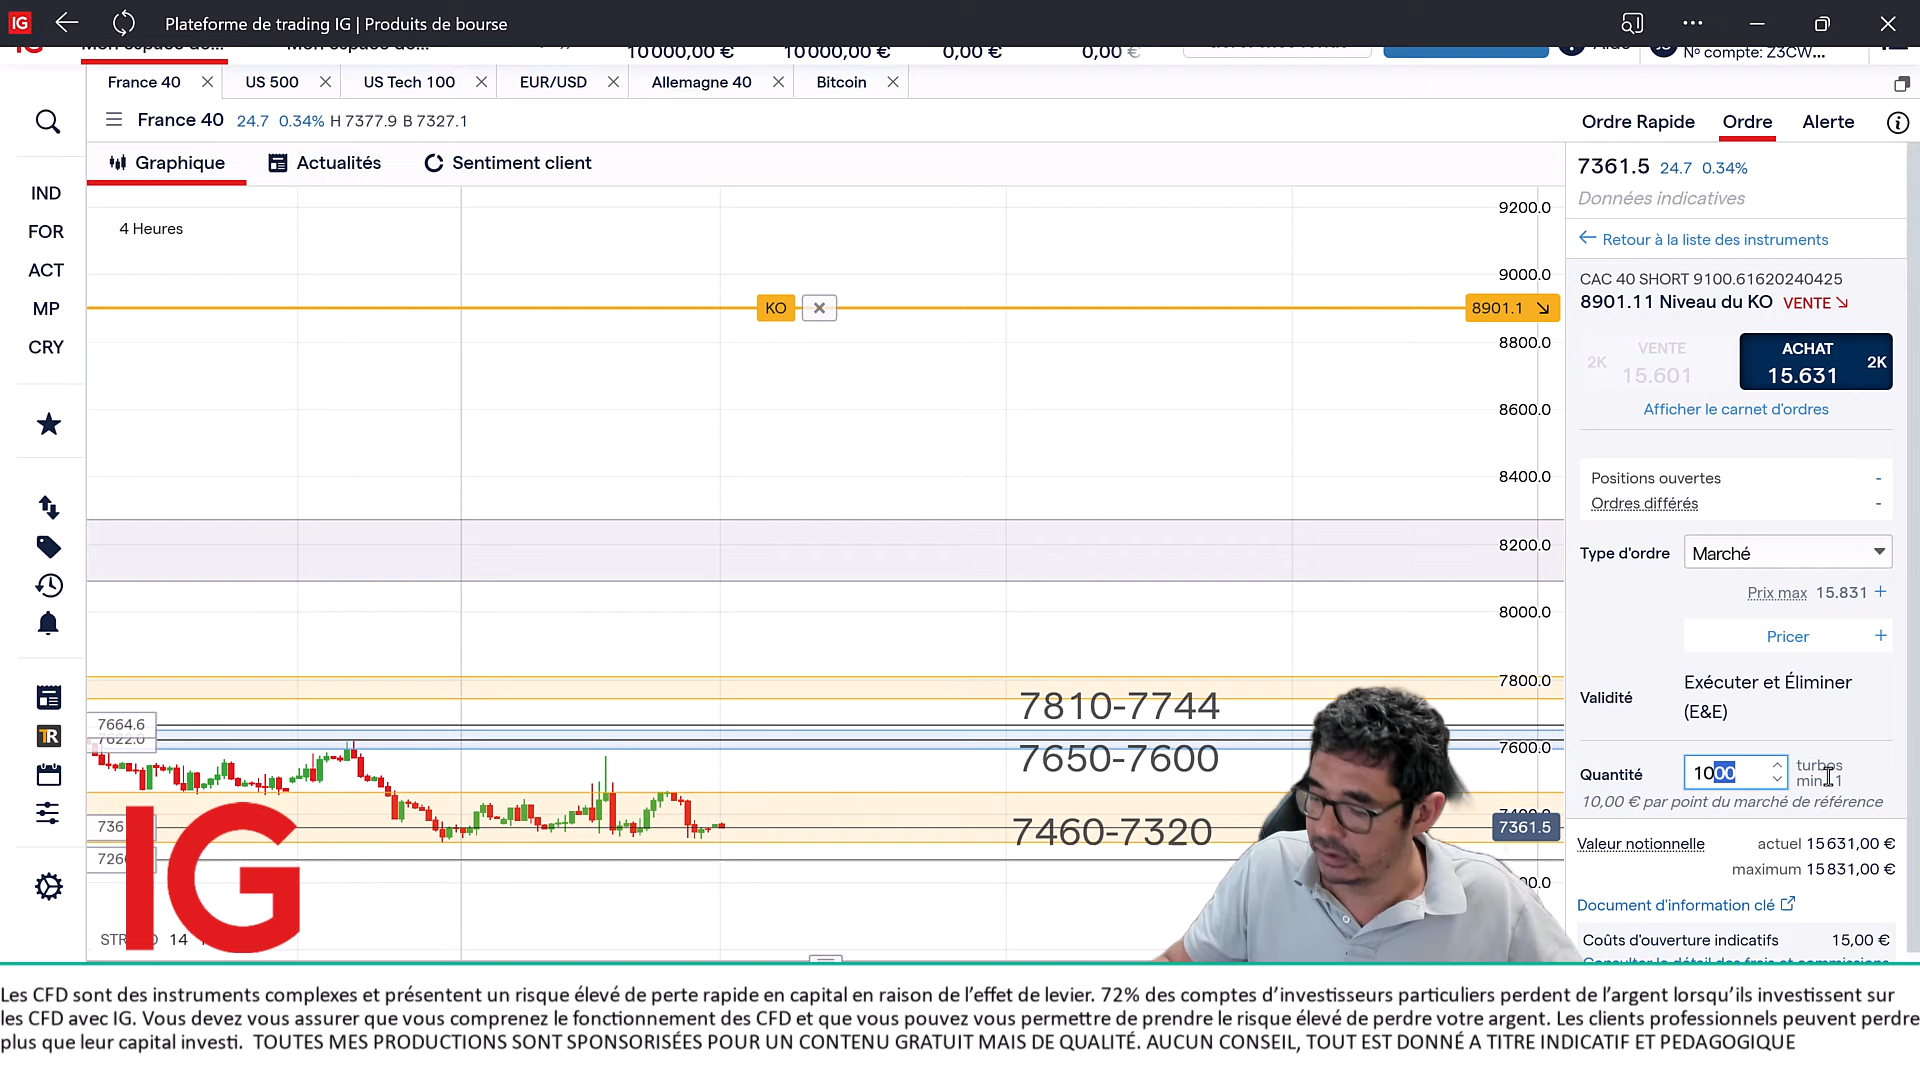 IG Plateforme de trading IG | Produits de bourse
10000,00 € 10000,00 € 0,00 € 0,00 €
N° compte: Z3CW...
France 40 US 500 US Tech 100 EUR/USD Allemagne 40 Bitcoin
France 40 24.7 0.34% H 7377.9 B 7327.1
Ordre Rapide Ordre Alerte
Graphique Actualités Sentiment client
IND
FOR
ACT
MP
CRY
TR
4 Heures
9200.0
9000.0
KO
8901.1
8800.0
8600.0
8400.0
8200.0
8000.0
7800.0
7810-7744
7664.6
7622.0
7600.0
7650-7600
7460-7320
7361.5
IG
14
7361.5 24.7 0.34%
Données indicatives
Retour à la liste des instruments
CAC 40 SHORT 9100.61620240425
8901.11 Niveau du KO VENTE
2K VENTE 15.601
ACHAT 15.631 2K
Afficher le carnet d'ordres
Positions ouvertes -
Ordres différés -
Type d'ordre Marché
Prix max 15.831 +
Pricer +
Validité Exécuter et Éliminer
(E&E)
Quantité 1000 turbos
min. 1
10,00 € par point du marché de référence
Valeur notionnelle actuel 15631,00 €
maximum 15831,00 €
Document d'information clé
Coûts d'ouverture indicatifs 15,00 €
Les CFD sont des instruments complexes et présentent un risque élevé de perte rapide en capital en raison de l'effet de levier. 72% des comptes d'investisseurs particuliers perdent de l'argent lorsqu'ils investissent sur
les CFD avec IG. Vous devez vous assurer que vous comprenez le fonctionnement des CFD et que vous pouvez vous permettre de prendre le risque élevé de perdre votre argent. Les clients professionnels peuvent perdre
plus que leur capital investi. TOUTES MES PRODUCTIONS SONT SPONSORISÉES POUR UN CONTENU GRATUIT MAIS DE QUALITÉ. AUCUN CONSEIL, TOUT EST DONNÉ A TITRE INDICATIF ET PEDAGOGIQUE